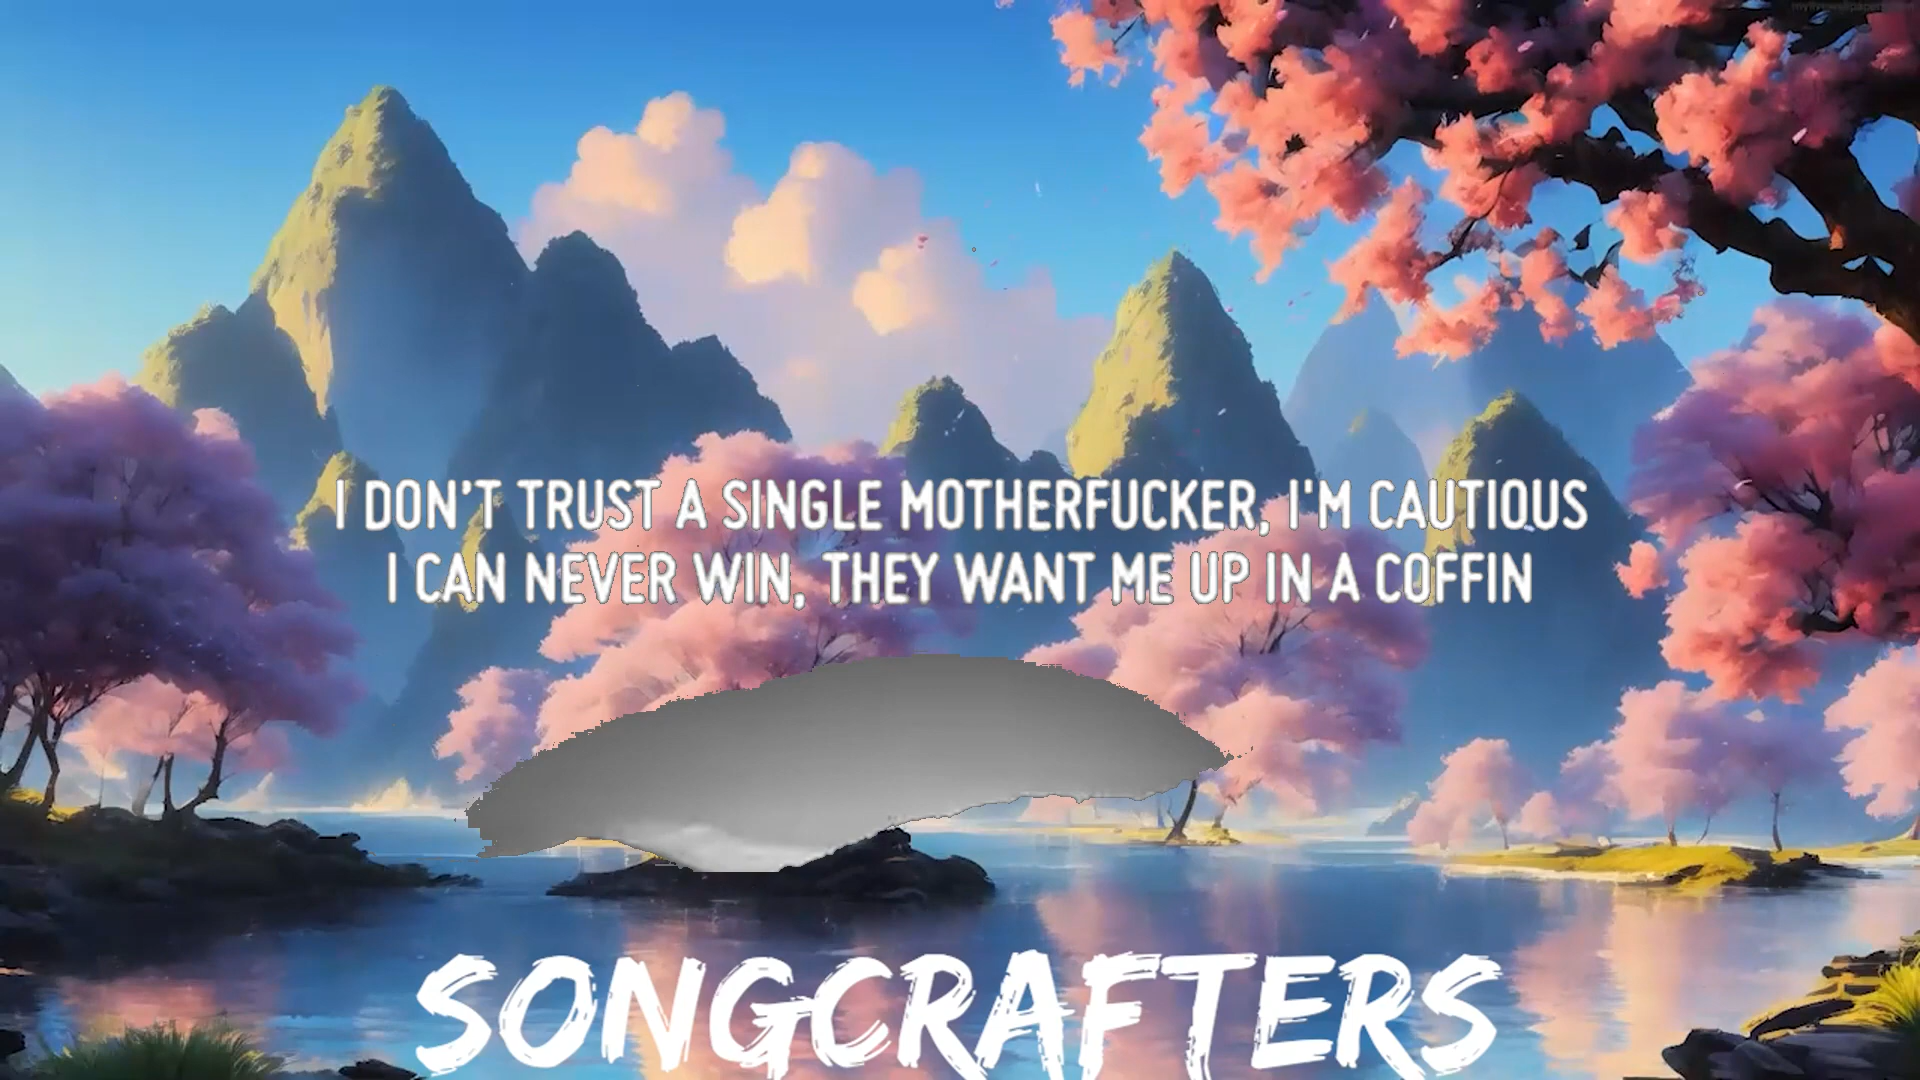 I DON'T TRUST A SINGLE MOTHERFUCKER, I'M CAUTIOUS
I CAN NEVER WIN, THEY WANT ME UP IN A COFFIN
SONGCRAFTERS